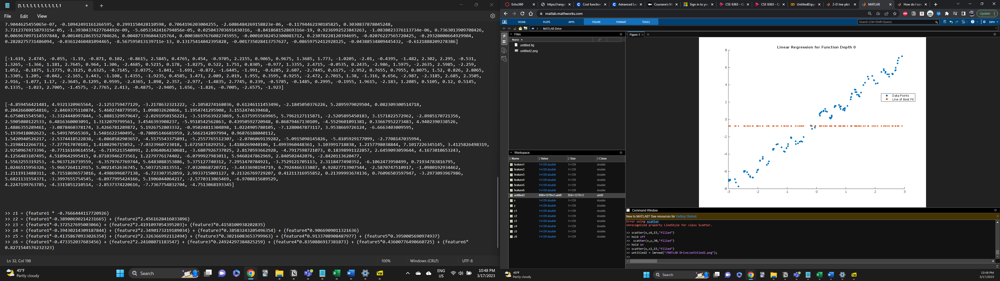 [1, 1, 1, 1, 1, 1, 1, 1, 1, 1, 1, 1
File Edit View
7.90446254550​65e-07, -0.10942491161266595, 0.2991150428110598, 0.7064196203004255, -2.6086484269158823e-06, -0.11794462190185825, 0.3030837878045248,
3.7212376915879315e-05, -1.3930437427764492e-09, -5.6053342416794856e-05, 0.025043703691430316, -8.841868152869316e-19, 0.9236992523843263, -1.0838023376113734e-06, 0.7363013909708426,
0.006967097114597848, 0.0014012863552704626, 0.004873396044325764, 0.00038697676082745955, -0.00010382452300081712, 0.23078228120394695, -0.02076227565720425, -0.29328000664929904,
0.2828275731486094, -0.03612460481094465, -8.567595013139711e-13, 0.13175414042395828, -0.001735028413757627, -0.08659752412928125, -0.04388534809445432, -0.6121888209278386]
[-1.619, 2.4745, -0.855, -1.19, -0.871, 0.102, -0.8615, 2.5845, 0.4765, 0.454, -0.9705, 2.2155, 0.9065, 0.9675, 1.3685, 1.773, -1.0205, -2.01, -0.4395, -1.482, 2.302, 2.295, -0.531,
1.3265, -1.366, 1.181, 2.7645, 0.964, 1.306, -2.4685, 0.5215, 0.178, -1.8275, 0.522, 1.751, 0.8305, -0.977, 1.3355, 2.4715, -0.0535, 0.2435, -2.986, 1.5975, -2.2635, 2.5985, -2.259,
1.052, -0.1875, 1.1775, 0.3125, 0.6325, -0.7145, -2.0375, -1.841, -1.691, -0.872, -1.6445, -1.991, -0.6285, 2.607, -2.7445, 0.6175, -2.952, 0.7655, 0.7955, 0.8075, 1.52, 0.826, 2.8065,
1.3305, 1.205, -0.042, -2.165, 1.443, -1.108, 1.4355, -1.9235, 0.4585, 1.471, 2.089, 2.019, 1.955, 0.3595, 0.9255, -2.472, 2.7015, 1.38, -1.316, 0.656, -2.987, -2.3185, 2.685, 2.3505,
2.916, -1.077, 1.17, -2.3645, 0.1295, 0.9595, -2.4365, 1.898, 2.357, -2.977, -1.4835, 2.7745, 0.239, -0.5785, -0.1485, 0.2995, -0.1955, 1.9615, -2.183, 1.2085, 0.5105, 0.12, 0.5145,
0.1335, -1.023, 2.7005, -1.4575, -2.7765, 2.413, -0.4875, -2.9405, 1.656, -1.826, -0.7005, -2.6575, -1.923]
[-4.859456421481, 4.9321320965564, -2.1251759477129, -3.2178632321222, -2.1058274168036, 0.61246111453496, -2.1845050376226, 5.2895979029504, 0.082309300514718,
0.20426600054816, -2.8469375110874, 5.4602748779595, 1.098032620866, 1.1954741295908, 3.1552474639468,
4.6750015545503, -3.3324448997844, -5.8881329979647, -2.0291950156221, -3.5195639223069, 5.6375955569965, 5.7962127115871, -2.5205895450183, 3.1571822572962, -2.8985170721356,
2.5905080122533, 6.4816360003091, 1.3132079799561, 3.4546393908237, -5.9518542562863, 0.43950592720948, 0.86879467130109, -4.5529601091381, 0.33667952273483, 4.9402390338526,
1.4886355289461, -3.0878460378174, 3.4266781289872, 5.1926752803332, -0.95024811304898, 1.0224905780105, -7.1280047873117, 3.9538669726124, -6.6663403009595,
5.1939418002623, -6.549170565369, 1.5481622340495, -0.78085146681959, 2.5662142897994, 0.96876188040112,
1.5420940526217, -2.5374418522838, -6.0868582903657, -4.5575543375891, -5.2557765512307, -2.0706069139282, -5.0915098145826, -5.8105929177099, -2.7708147035994,
5.2198412266731, -7.277917070181, 1.4180296715852, -7.0323960723018, 1.6725871829252, 1.4188269040106, 1.4993960448361, 3.103991718838, 1.2157798038844, 7.1017226345145, 3.4125826498319,
2.9250967473396, -0.77116169614554, -6.7195213540991, 2.6964064230681, -3.6807926737025, 2.8170593662928, -4.7917598721073, 0.18398991122857, 2.6459093059644, 4.1673010653243,
4.1256483107495, 4.5189642995415, 0.87103946273561, 1.2279776174402, -6.0799927983011, 5.9460247862969, 2.840502442076, -2.8420113620477,
1.5563255319253, -6.9637126739559, -6.3579767769744, 5.6483088353886, 5.375127740312, 7.2951470784921, -3.7529121705113, 2.3118477490352, -6.1062473950499, 0.71934783816795,
1.0246515956326, -5.9667264112915, 5.0021452636745, 5.5037252813551, -7.0320868720721, -3.4433698194719, 6.7924466333887, 0.92827713907544, -2.5870747510917, -1.0980192934462,
1.2111913488311, -0.71518696573016, 4.4986996877138, -6.723307352859, 2.9933715001127, 0.21326769729207, 0.41211316955852, 0.21399993674136, 0.76096503597947, -3.2973093967986,
5.6821131554371, -3.3997655754545, -6.8977995424166, 5.1906044064217, -2.5770313065469, -6.9708815689529,
4.2247199763785, -4.3315851210514, -2.8537374220616, -7.7367754832704, -4.7513068193345]
>> z1 = (feature1 * -0.7666444117720926)
>> z2 = (feature1*-0.38900690214231665) + (feature2*2.4561628416033896)
>> z3 = (feature1*-0.372527695003066) + (feature2*2.4191097054395203)+ (feature3*0.4158100938202835)
>> z4 = (feature1*-0.39430214309187844) + (feature2*2.3490173219189034) + (feature3*0.38583243205496354) + (feature4*0.9066909011321636)
>> z5 = (feature1*-0.41358670933026354) + (feature2*2.326366992112494) + (feature3*0.30216083653799963) + (feature4*0.9133708908487977) + (feature5*0.3950005690974937)
>> z6 = (feature1*-0.473352037603456) + (feature2*2.24108071183547) + (feature3*0.24924297384825259) + (feature4*0.8350886917381873) + (feature5*0.43600776490660725) + (feature6*
0.8271544576232323)
Ln 32, Col 198 100% Windows (CRLF) UTF-8
45°F
Partly cloudy
Search
ENG
US
10:48 PM
3/17/2023
Echo360 https://range Cost function Advanced Le Coursera's M Sign in to yo CSE 6363 - Q CSE 6363 - Q Untitled0.ipy 2-D line plot MATLAB How do I con
matlab.mathworks.com Update
HOME PLOTS APPS FIGURE FORMAT TOOLS Search (Ctrl+Shift+Space) John
/ MATLAB Drive
Files
Name
untitled.fig
untitled2.png
Figure 1
Linear Regression for Function Depth 0
8
6
4
2
0
-2
-4
-6
-8
-3 -2 -1 0 1 2 3
Data Points
Line of Best Fit
Workspace
Name Value Size Class
feature1 1×129 double 1×129 double
feature2 1×129 double 1×129 double
feature3 1×129 double 1×129 double
feature4 1×129 double 1×129 double
feature5 1×129 double 1×129 double
feature6 1×129 double 1×129 double
untitled2 956×1278×3 uint8 956×1278×3 uint8
x 1×129 double 1×129 double
y 1×129 double 1×129 double
z1 1×129 double 1×129 double
z2 1×129 double 1×129 double
z3 1×129 double 1×129 double
z4 1×129 double 1×129 double
z5 1×129 double 1×129 double
z6 1×129 double 1×129 double
Command Window
New to MATLAB? See resources for Getting Started.
Error using scatter
Unrecognized property LineStyle for class Scatter.
>> scatter(x,z6,15,"filled")
>> hold off
>> scatter(x,y,30,"filled")
>> hold on
>> scatter(x,z1,15,"filled")
>> untitled2 = imread("/MATLAB Drive/untitled2.png");
>>
45°F
Partly cloudy
Search
10:48 PM
3/17/2023